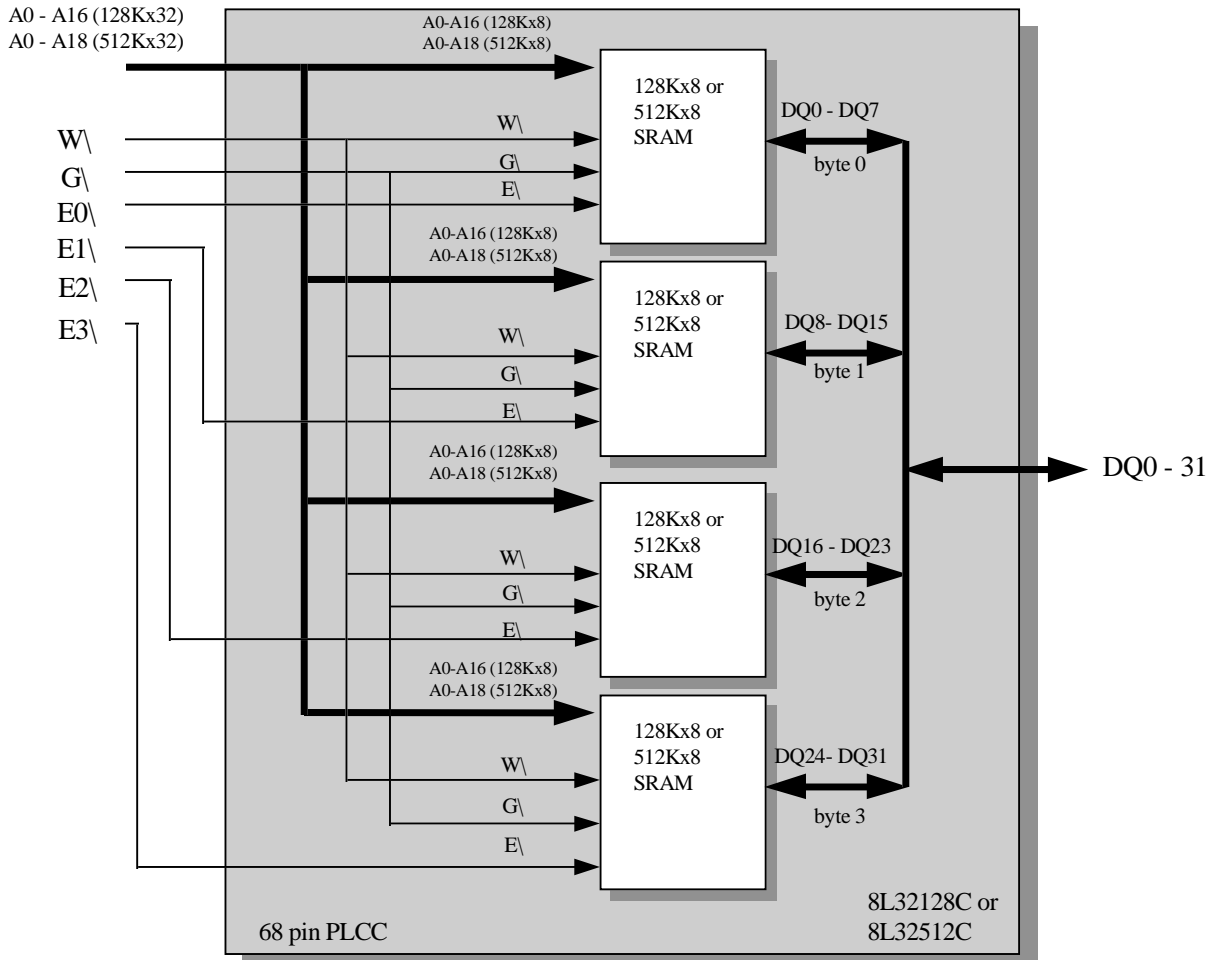 A0 - A16 (128Kx32)
A0 - A18 (512Kx32)
W\
G\
E0\
E1\
E2\
E3\
A0-A16 (128Kx8)
A0-A18 (512Kx8)
W\
G\
E\
128Kx8 or
512Kx8
SRAM
DQ0 - DQ7
byte 0
A0-A16 (128Kx8)
A0-A18 (512Kx8)
W\
G\
E\
128Kx8 or
512Kx8
SRAM
DQ8- DQ15
byte 1
A0-A16 (128Kx8)
A0-A18 (512Kx8)
W\
G\
E\
128Kx8 or
512Kx8
SRAM
DQ16 - DQ23
byte 2
A0-A16 (128Kx8)
A0-A18 (512Kx8)
W\
G\
E\
128Kx8 or
512Kx8
SRAM
DQ24- DQ31
byte 3
DQ0 - 31
68 pin PLCC
8L32128C or
8L32512C